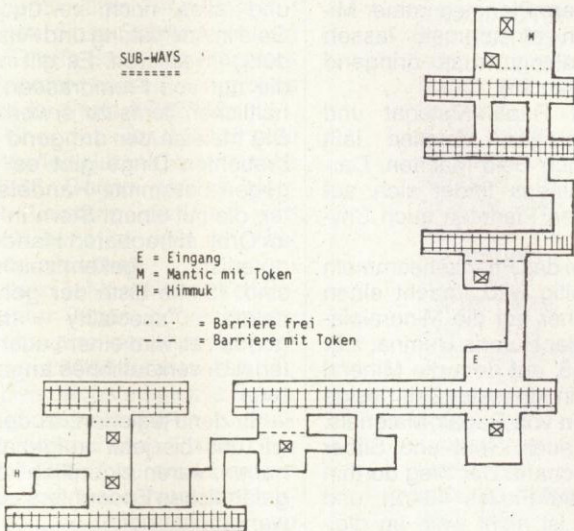 M
SUB-WAYS
========
E = Eingang
M = Mantic mit Token
H = Himmuk
..... = Barriere frei
----- = Barriere mit Token
E
H